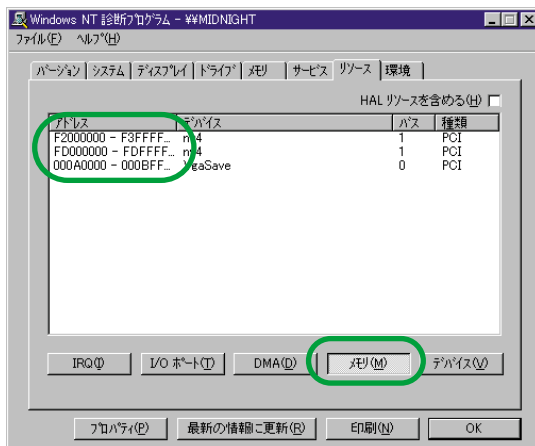 Windows NT 診断プログラム - ¥¥MIDNIGHT
ファイル(F) ヘルプ(H)
バージョン システム ディスプレイ ドライブ メモリ サービス リソース 環境
HAL リソースを含める(H)
アドレス デバイス バス 種類
F2000000 - F3FFFF... nv4 1 PCI
FD000000 - FDFFFF... nv4 1 PCI
000A0000 - 000BFF... VgaSave 0 PCI
IRQ(I) I/O ポート(T) DMA(D) メモリ(M) デバイス(V)
プロパティ(P) 最新の情報に更新(R) 印刷(N) OK